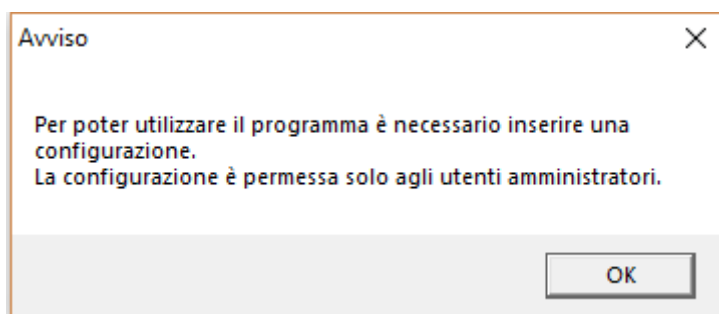 Avviso
Per poter utilizzare il programma è necessario inserire una
configurazione.
La configurazione è permessa solo agli utenti amministratori.
OK